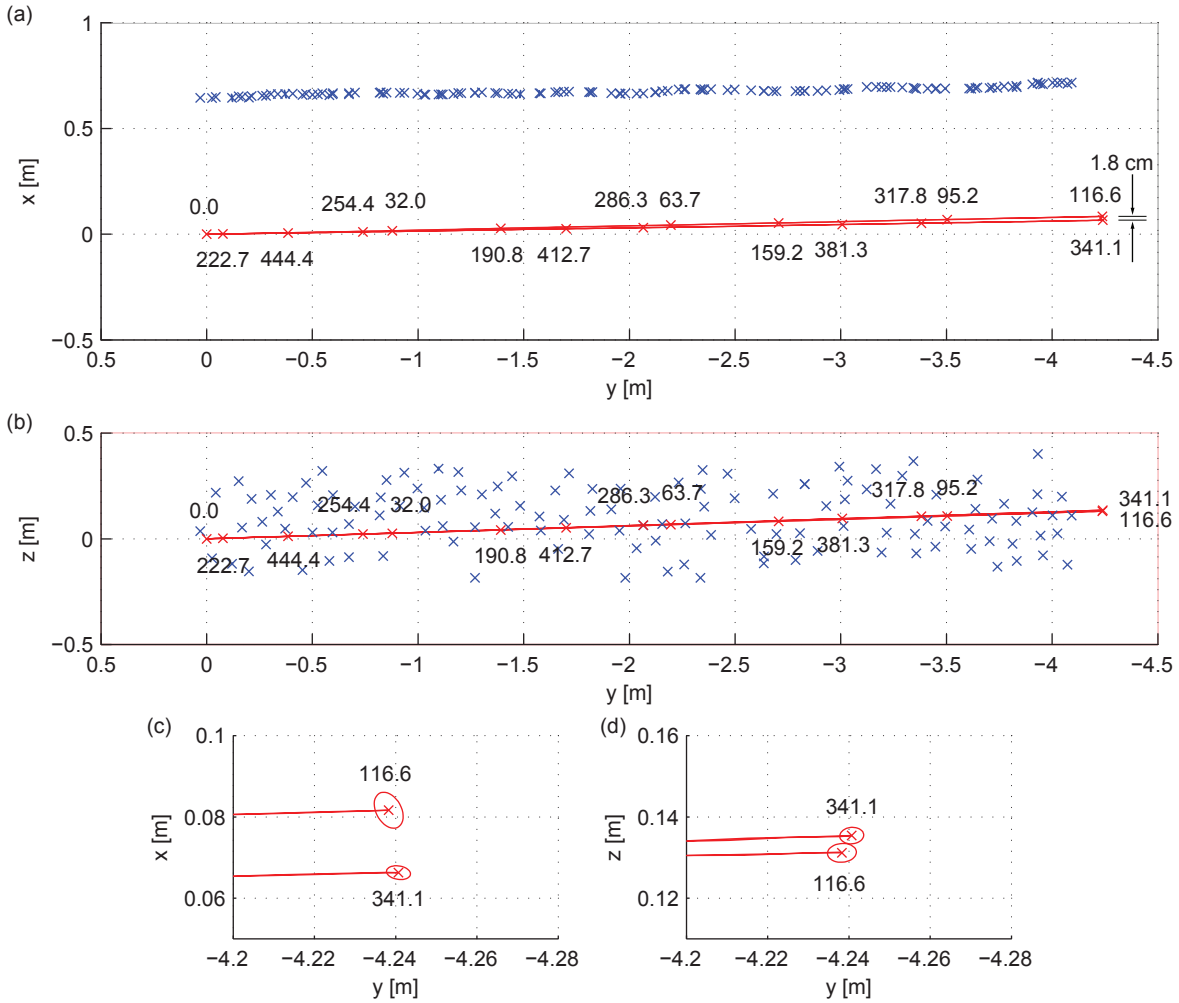 (a)
1
0.5
0
−0.5
x [m]
0.0
254.4 32.0
286.3 63.7
317.8 95.2
1.8 cm
116.6
222.7 444.4
190.8 412.7
159.2 381.3
341.1
0.5 0 −0.5 −1 −1.5 −2 −2.5 −3 −3.5 −4 −4.5
y [m]
(b)
0.5
0
−0.5
z [m]
0.0
254.4 32.0
286.3 63.7
317.8 95.2
341.1
116.6
222.7 444.4
190.8 412.7
159.2 381.3
0.5 0 −0.5 −1 −1.5 −2 −2.5 −3 −3.5 −4 −4.5
y [m]
(c)
0.1
0.08
0.06
x [m]
116.6
341.1
−4.2 −4.22 −4.24 −4.26 −4.28
y [m]
(d)
0.16
0.14
0.12
z [m]
341.1
116.6
−4.2 −4.22 −4.24 −4.26 −4.28
y [m]